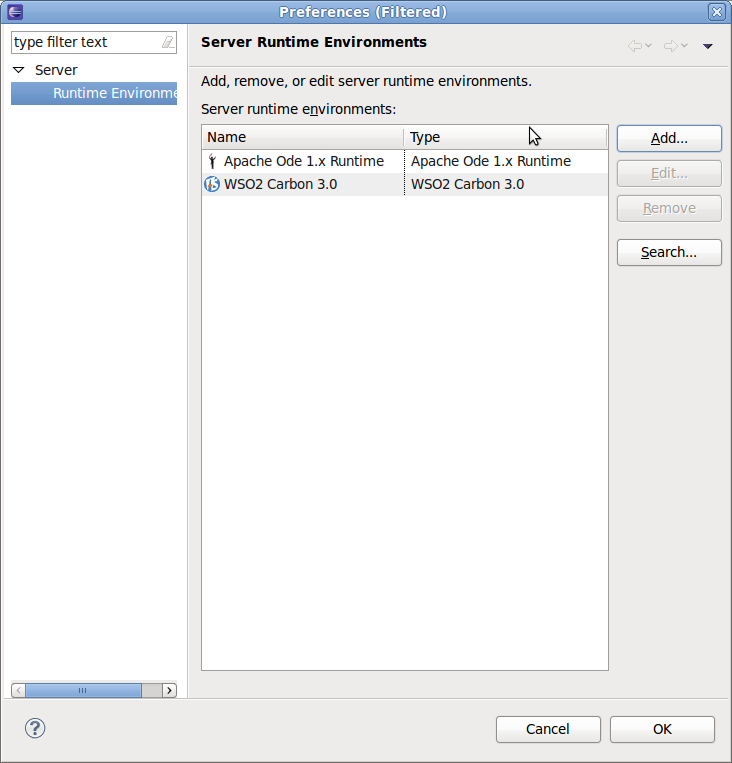 Preferences (Filtered)
type filter text
Server
Runtime Environme
Server Runtime Environments
Add, remove, or edit server runtime environments.
Server runtime environments:
Name Type
Apache Ode 1.x Runtime Apache Ode 1.x Runtime
WSO2 Carbon 3.0 WSO2 Carbon 3.0
Add...
Edit...
Remove
Search...
Cancel OK